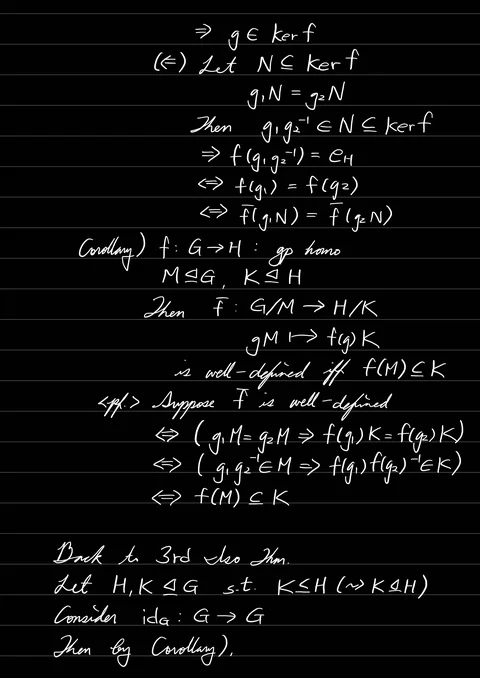 ⇒ g ∈ ker f
(⇐) Let N ⊆ ker f
g₁N = g₂N
Then g₁g₂⁻¹ ∈ N ⊆ ker f
⇒ f(g₁g₂⁻¹) = e_H
⇔ f(g₁) = f(g₂)
⇔ f̄(g₁N) = f̄(g₂N)
Corollary) f: G → H : gp homo
M ⊴ G, K ⊴ H
Then f̄ : G/M → H/K
gM ↦ f(g)K
is well-defined iff f(M) ⊆ K
<pf.> Suppose f̄ is well-defined
⇔ (g₁M = g₂M ⇒ f(g₁)K = f(g₂)K)
⇔ (g₁g₂⁻¹ ∈ M ⇒ f(g₁)f(g₂)⁻¹ ∈ K)
⇔ f(M) ⊆ K
Back to 3rd iso Thm.
Let H, K ⊴ G s.t. K ≤ H (⇝ K ⊴ H)
Consider id_G : G → G
Then by Corollary),